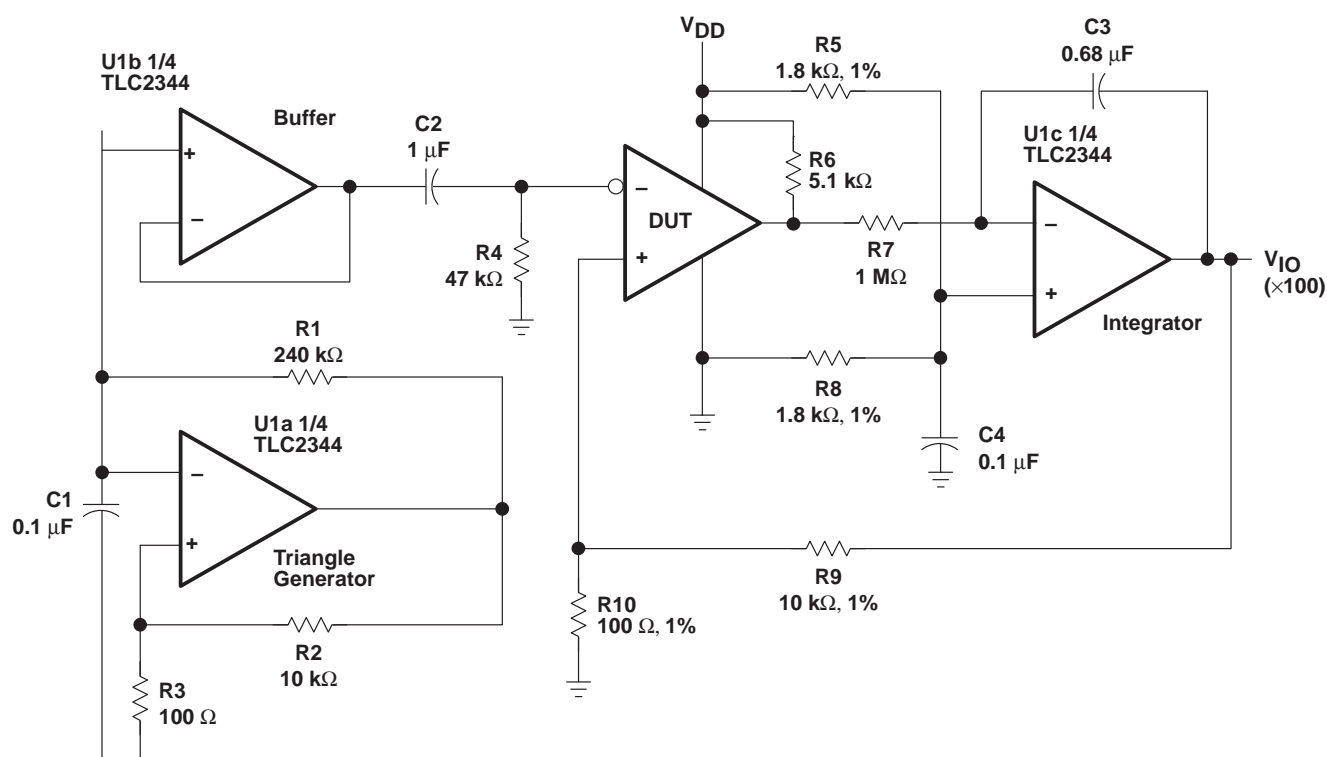 U1b 1/4
TLC2344
Buffer
+
−
C2
1 μF
R4
47 kΩ
VDD
R5
1.8 kΩ, 1%
R6
5.1 kΩ
−
DUT
+
R7
1 MΩ
C3
0.68 μF
U1c 1/4
TLC2344
−
+
Integrator
VIO
(×100)
R8
1.8 kΩ, 1%
C4
0.1 μF
R1
240 kΩ
U1a 1/4
TLC2344
−
+
C1
0.1 μF
Triangle
Generator
R2
10 kΩ
R3
100 Ω
R9
10 kΩ, 1%
R10
100 Ω, 1%